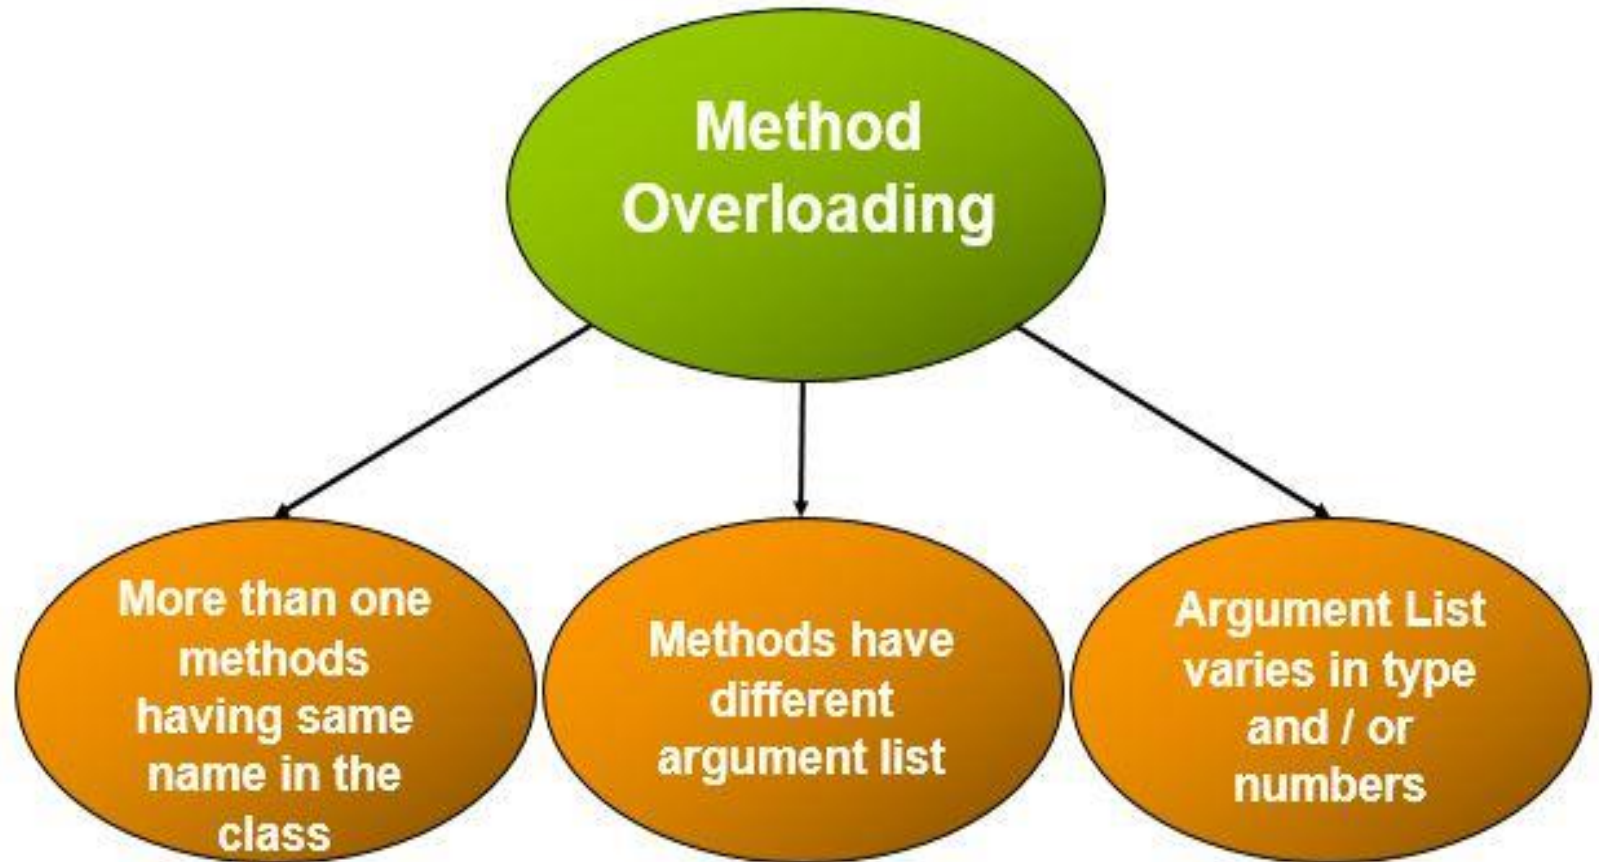 Method
Overloading
More than one
methods
having same
name in the
class
Methods have
different
argument list
Argument List
varies in type
and / or
numbers